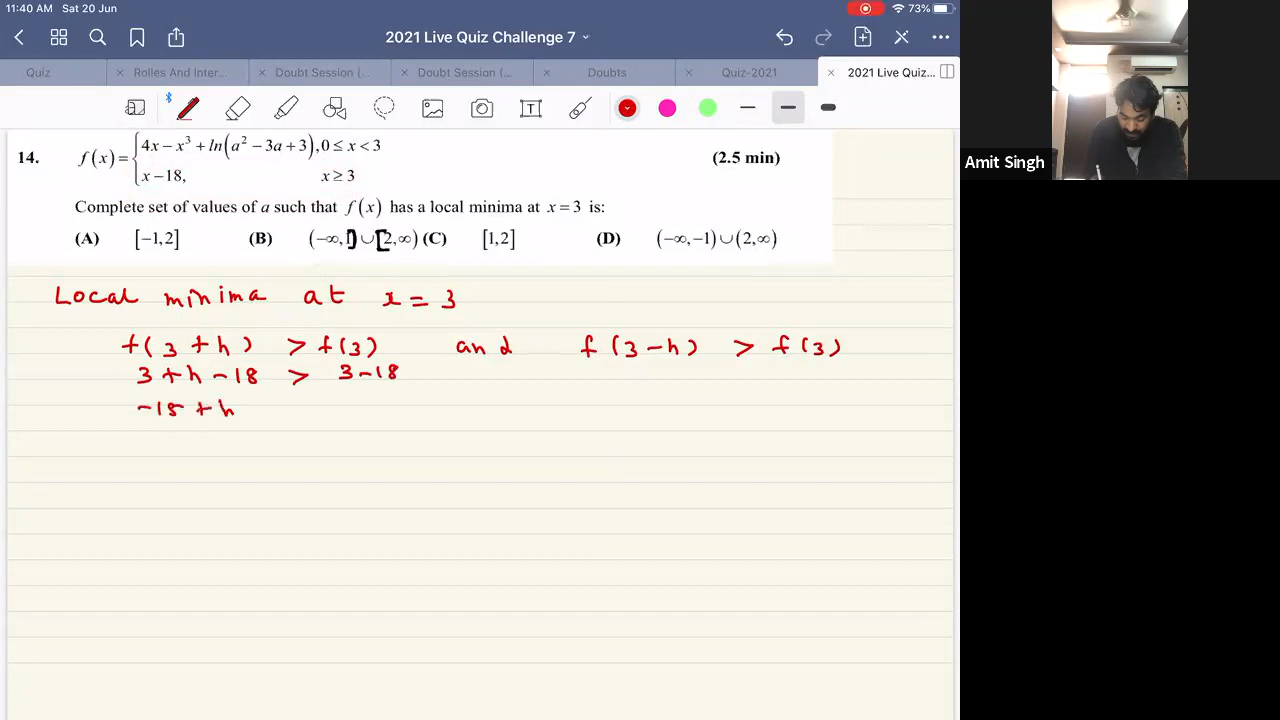 11:40 AM Sat 20 Jun
73%
2021 Live Quiz Challenge 7
Quiz
Rolles And Inter...
Doubt Session (...
Doubt Session (...
Doubts
Quiz-2021
2021 Live Quiz...
14. f(x) = { 4x − x³ + ln(a² − 3a + 3), 0 ≤ x < 3 (2.5 min)
x − 18, x ≥ 3
Complete set of values of a such that f(x) has a local minima at x = 3 is:
(A) [−1, 2] (B) (−∞, 1] ∪ [2, ∞) (C) [1, 2] (D) (−∞, −1) ∪ (2, ∞)
Local minima at x = 3
f(3 + h) > f(3) and f(3 − h) > f(3)
3 + h − 18 > 3 − 18
−15 + h
Amit Singh